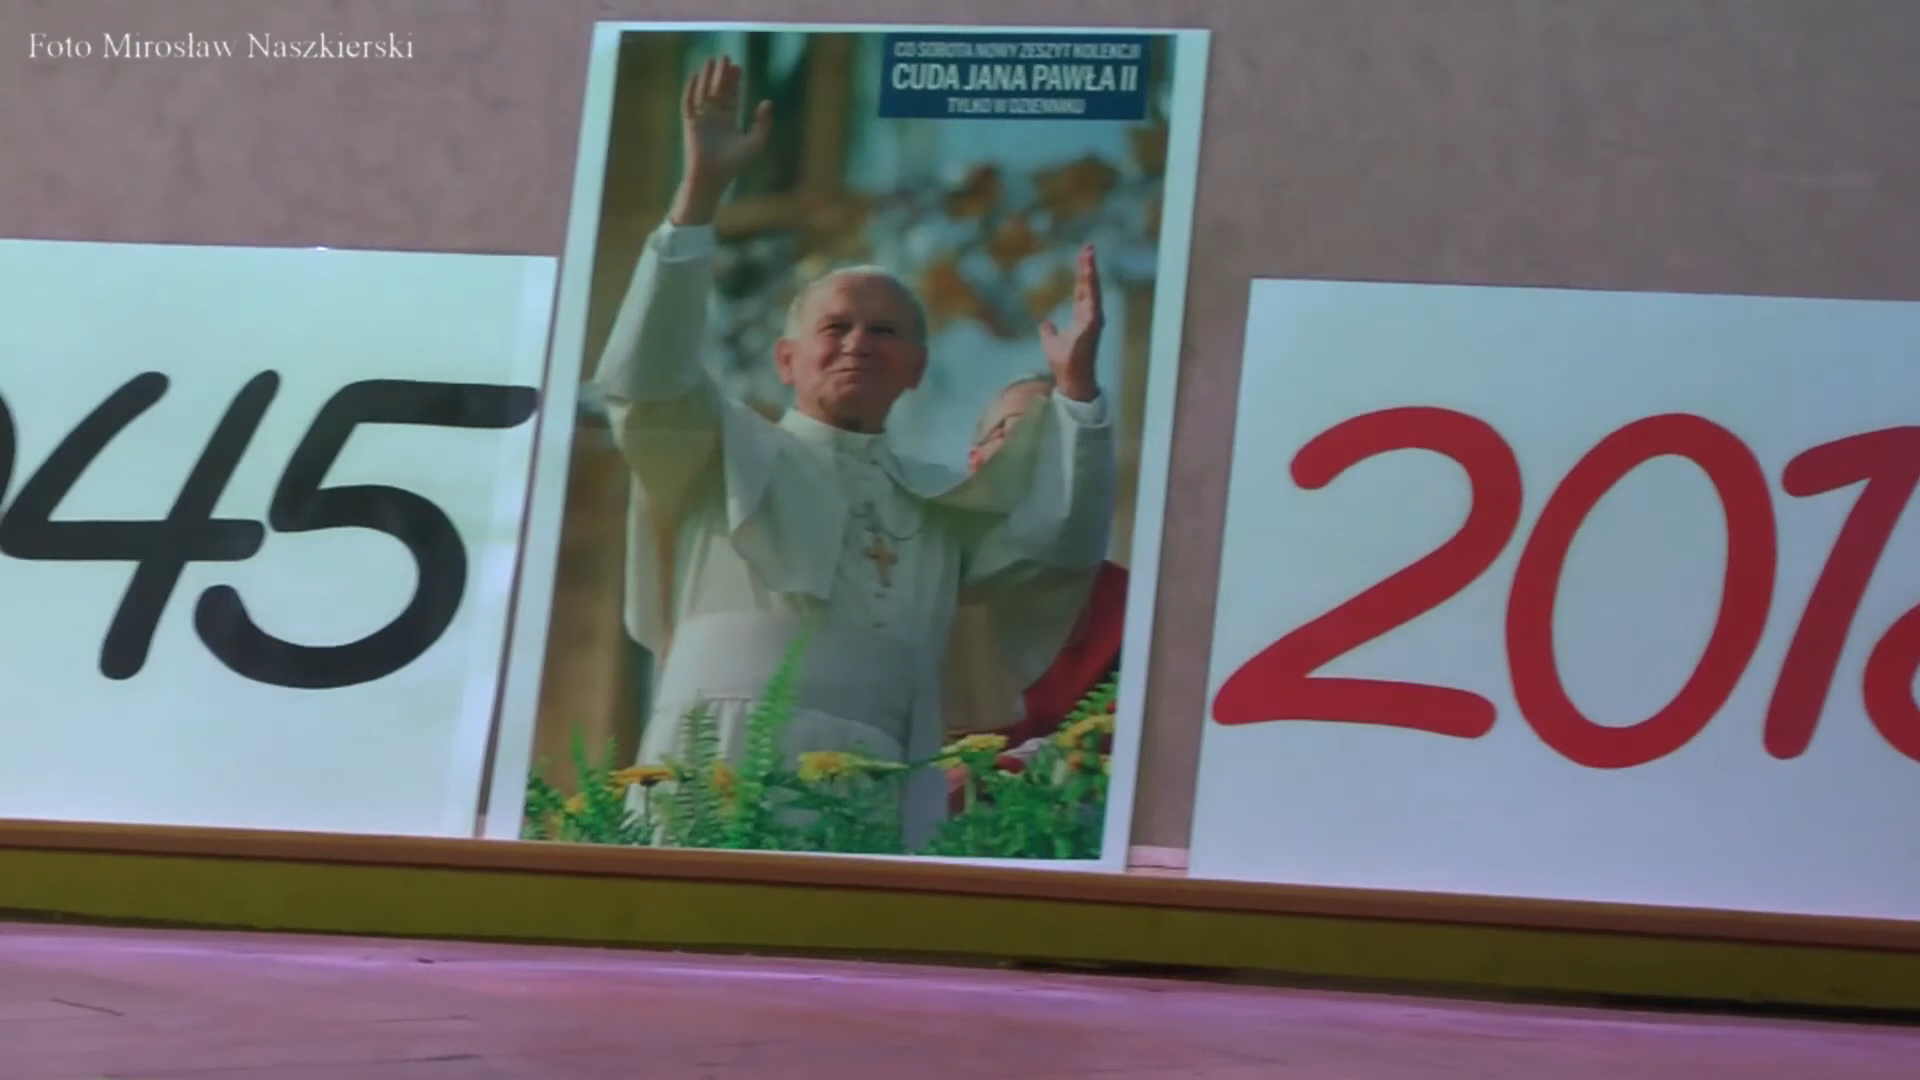 Foto Mirosław Naszkierski
CO SOBOTA NOWY ZESZYT KOLEKCJI
CUDA JANA PAWŁA II
TYLKO W DZIENNIKU
45
201